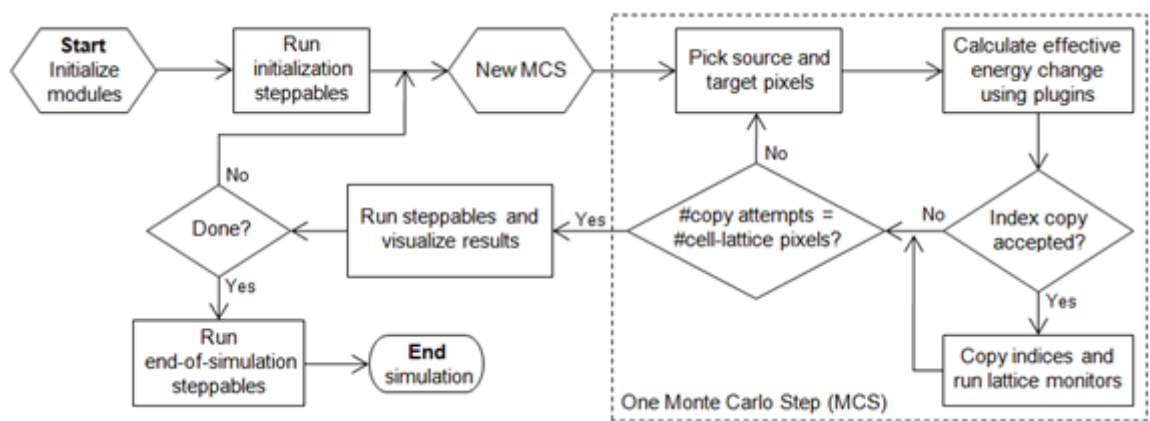 Start
Initialize
modules
Run
initialization
steppables
New MCS
Pick source and
target pixels
Calculate effective
energy change
using plugins
No
No
Done?
Run steppables and
visualize results
Yes
#copy attempts =
#cell-lattice pixels?
No
Index copy
accepted?
Yes
Yes
Run
end-of-simulation
steppables
End
simulation
Copy indices and
run lattice monitors
One Monte Carlo Step (MCS)